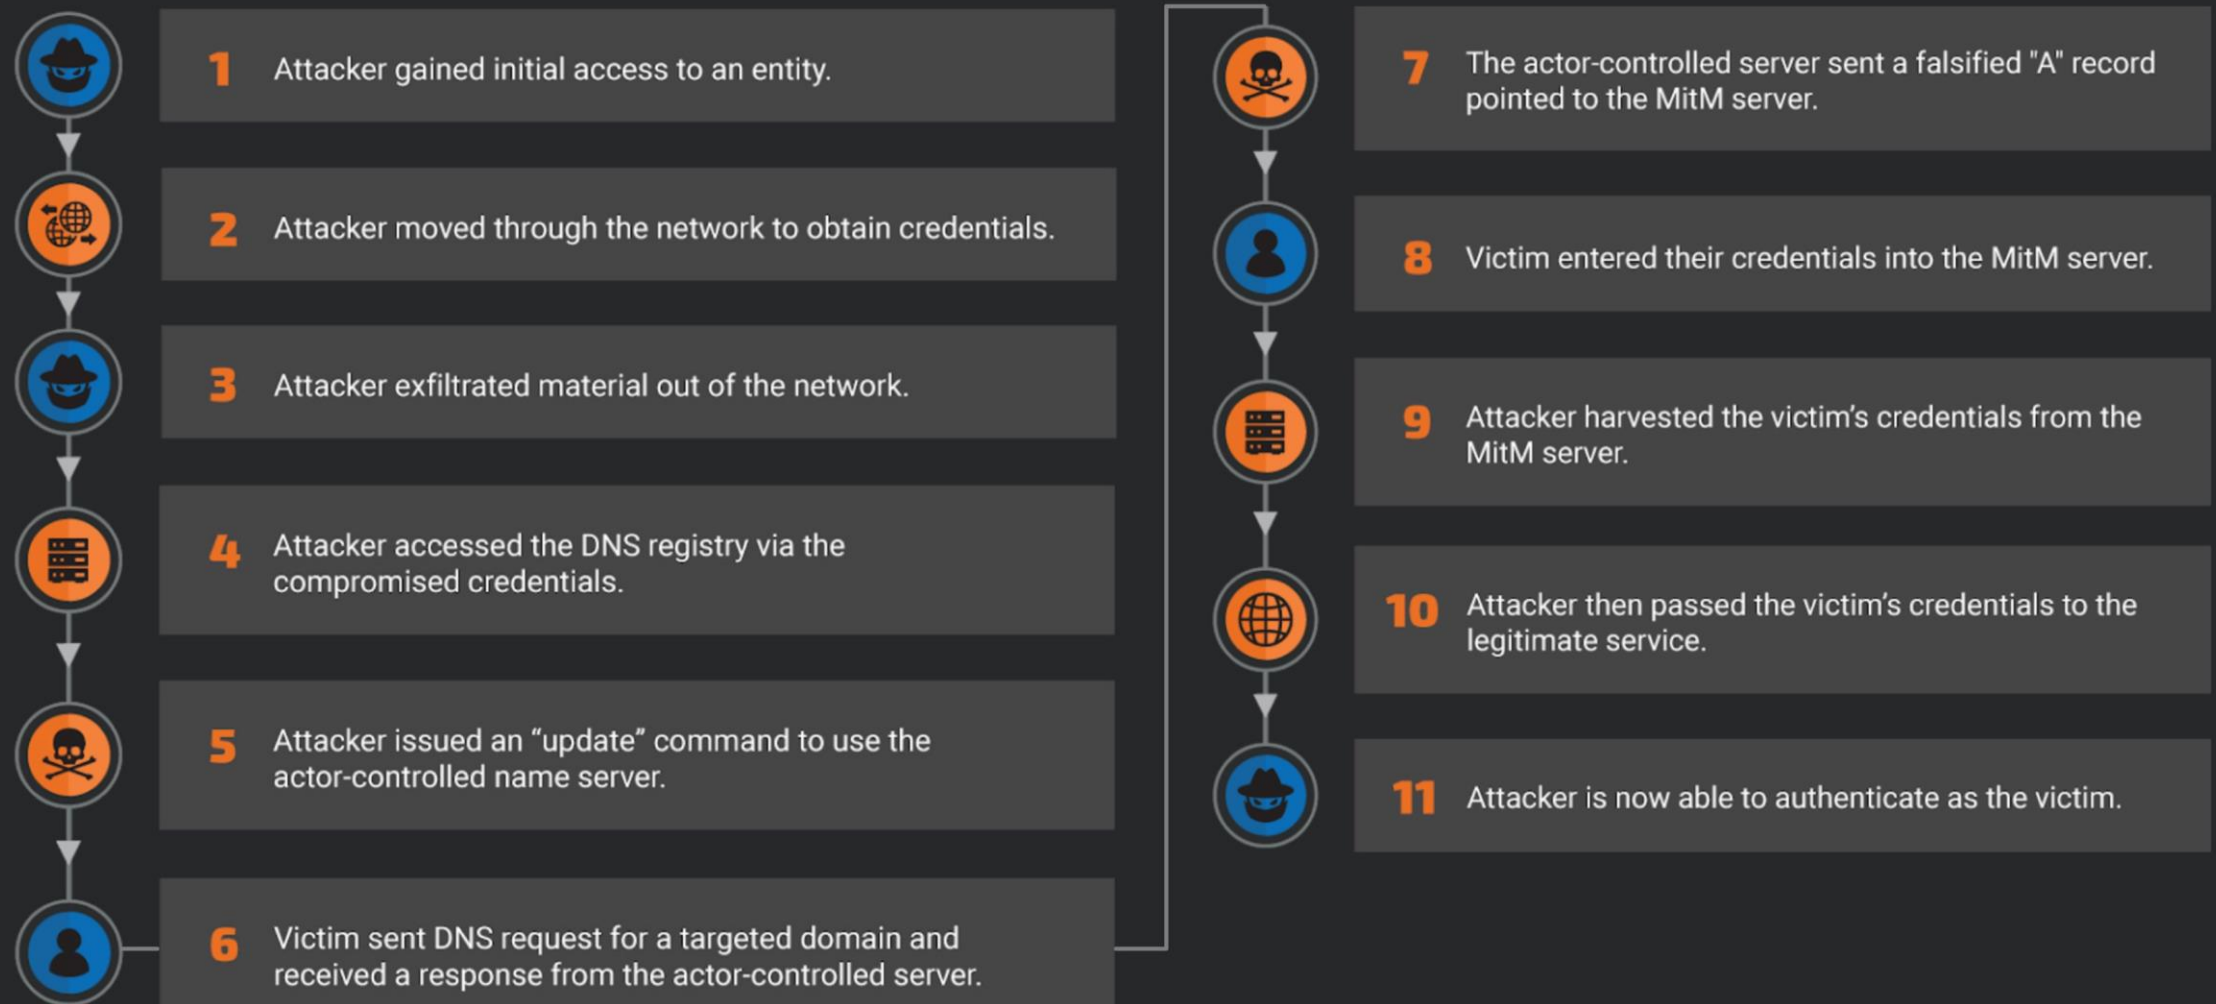 1
Attacker gained initial access to an entity.
2
Attacker moved through the network to obtain credentials.
3
Attacker exfiltrated material out of the network.
4
Attacker accessed the DNS registry via the
compromised credentials.
5
Attacker issued an “update” command to use the
actor-controlled name server.
6
Victim sent DNS request for a targeted domain and
received a response from the actor-controlled server.
7
The actor-controlled server sent a falsified "A" record
pointed to the MitM server.
8
Victim entered their credentials into the MitM server.
9
Attacker harvested the victim’s credentials from the
MitM server.
10
Attacker then passed the victim’s credentials to the
legitimate service.
11
Attacker is now able to authenticate as the victim.